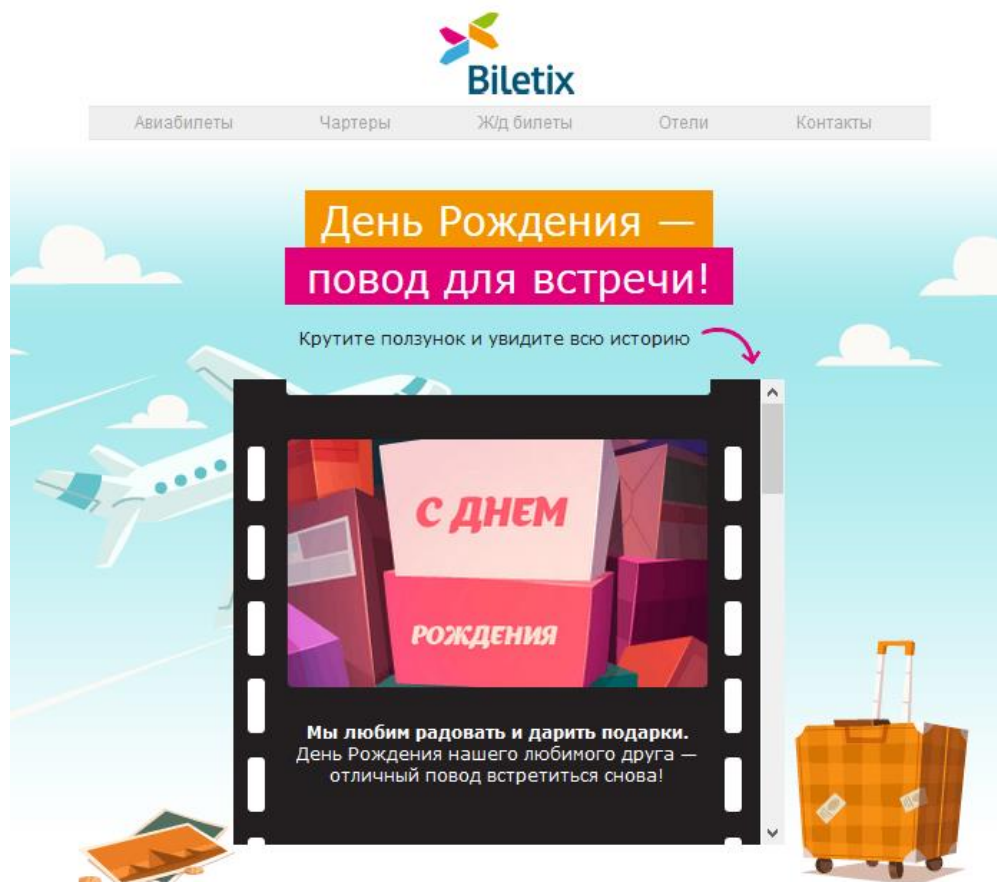 Biletix
Авиабилеты Чартеры Ж/д билеты Отели Контакты
День Рождения —
повод для встречи!
Крутите ползунок и увидите всю историю
С ДНЕМ
РОЖДЕНИЯ
Мы любим радовать и дарить подарки.
День Рождения нашего любимого друга —
отличный повод встретиться снова!